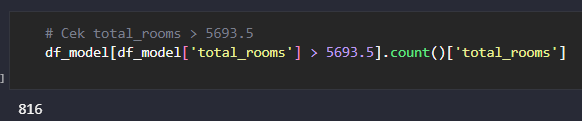 # Cek total_rooms > 5693.5
df_model[df_model['total_rooms'] > 5693.5].count()['total_rooms']
]
816